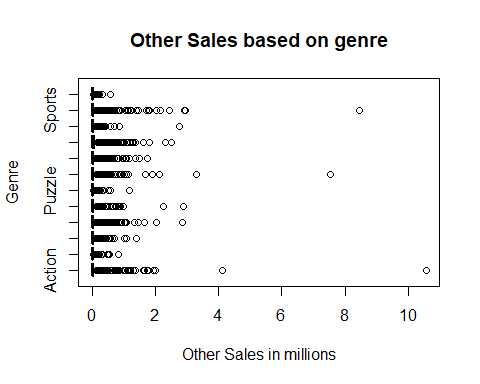 Other Sales based on genre
Genre
Sports
Puzzle
Action
0 2 4 6 8 10
Other Sales in millions